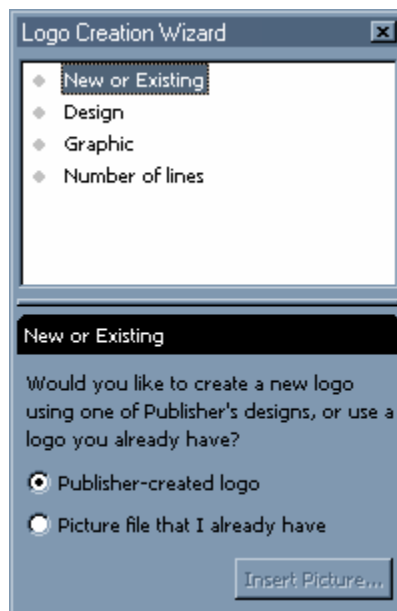 Logo Creation Wizard
New or Existing
Design
Graphic
Number of lines
New or Existing
Would you like to create a new logo
using one of Publisher's designs, or use a
logo you already have?
Publisher-created logo
Picture file that I already have
Insert Picture...